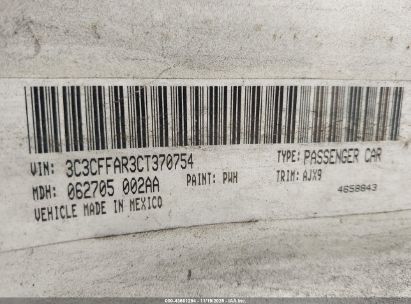 VIN: 3C3CFFAR3CT370754 TYPE: PASSENGER CAR
MDH: 062705 002AA PAINT: PWH TRIM: AJX9
4658843
VEHICLE MADE IN MEXICO